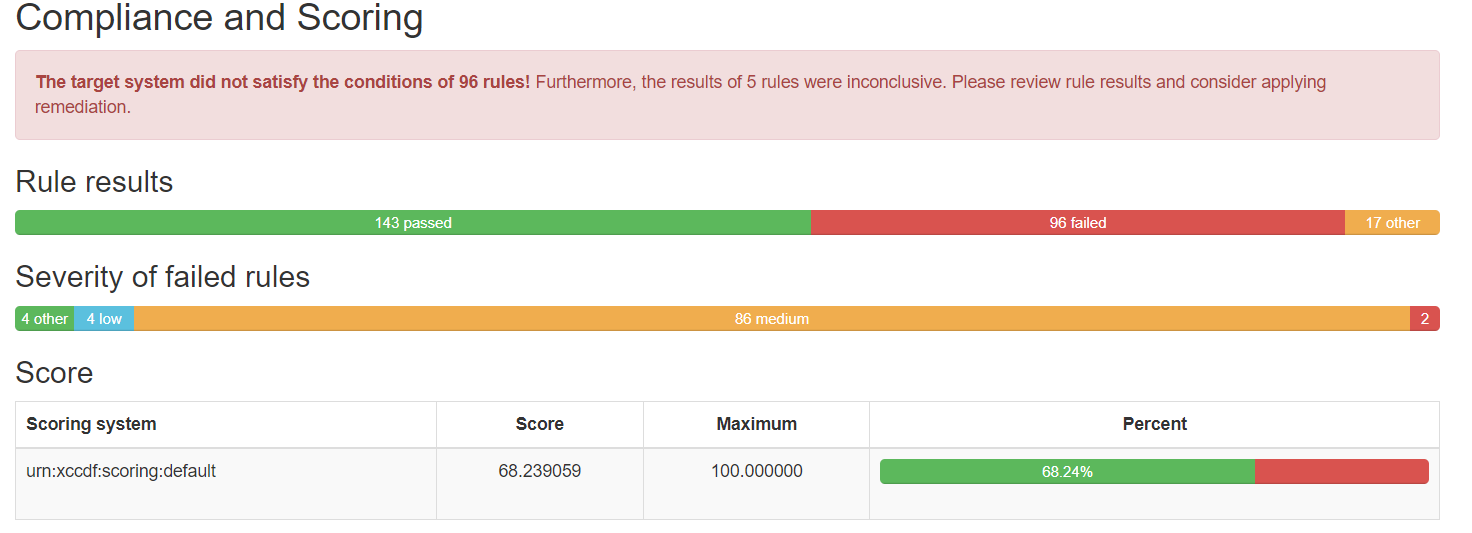 Compliance and Scoring
The target system did not satisfy the conditions of 96 rules! Furthermore, the results of 5 rules were inconclusive. Please review rule results and consider applying
remediation.
Rule results
143 passed 96 failed 17 other
Severity of failed rules
4 other 4 low 86 medium 2
Score
Scoring system Score Maximum Percent
urn:xccdf:scoring:default 68.239059 100.000000 68.24%